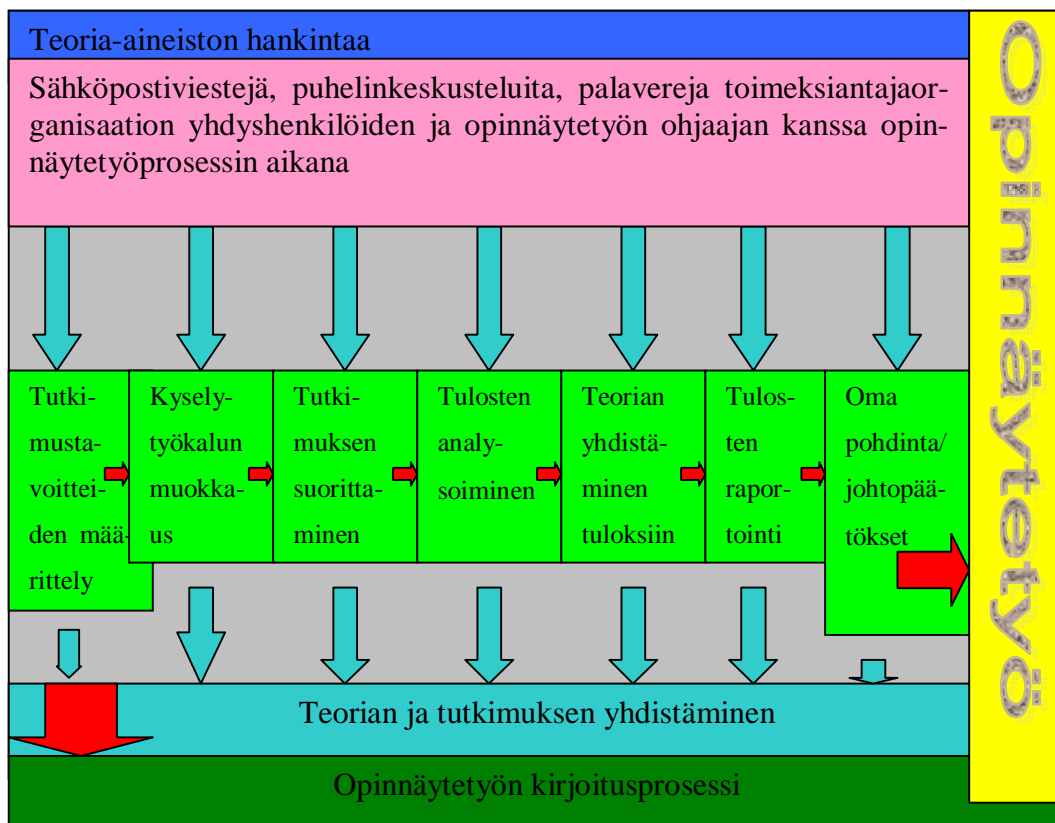 Teoria-aineiston hankintaa
Sähköpostiviestejä, puhelinkeskusteluita, palavereja toimeksiantajaor-
ganisaation yhdyshenkilöiden ja opinnäytetyön ohjaajan kanssa opin-
näytetyöprosessin aikana
Tutki-
musta-
voittei-
den mää-
rittely
Kysely-
työkalun
muokka-
us
Tutki-
muksen
suoritta-
minen
Tulosten
analy-
soiminen
Teorian
yhdistä-
minen
tuloksiin
Tulos-
ten
rapor-
tointi
Oma
pohdinta/
johtopää-
tökset
Teorian ja tutkimuksen yhdistäminen
Opinnäytetyön kirjoitusprosessi
Opinnäytetyö